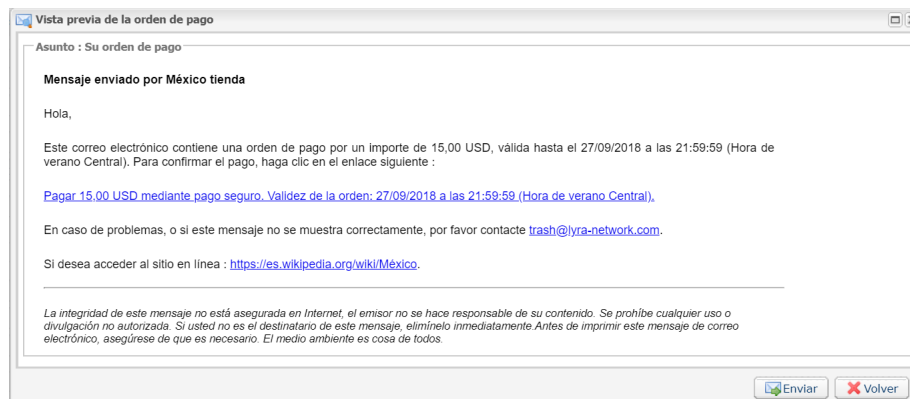 Vista previa de la orden de pago
Asunto : Su orden de pago
Mensaje enviado por México tienda
Hola,
Este correo electrónico contiene una orden de pago por un importe de 15,00 USD, válida hasta el 27/09/2018 a las 21:59:59 (Hora de
verano Central). Para confirmar el pago, haga clic en el enlace siguiente :
Pagar 15,00 USD mediante pago seguro. Validez de la orden: 27/09/2018 a las 21:59:59 (Hora de verano Central).
En caso de problemas, o si este mensaje no se muestra correctamente, por favor contacte trash@lyra-network.com.
Si desea acceder al sitio en línea : https://es.wikipedia.org/wiki/México.
La integridad de este mensaje no está asegurada en Internet, el emisor no se hace responsable de su contenido. Se prohíbe cualquier uso o
divulgación no autorizada. Si usted no es el destinatario de este mensaje, elimínelo inmediatamente.Antes de imprimir este mensaje de correo
electrónico, asegúrese de que es necesario. El medio ambiente es cosa de todos.
Enviar Volver